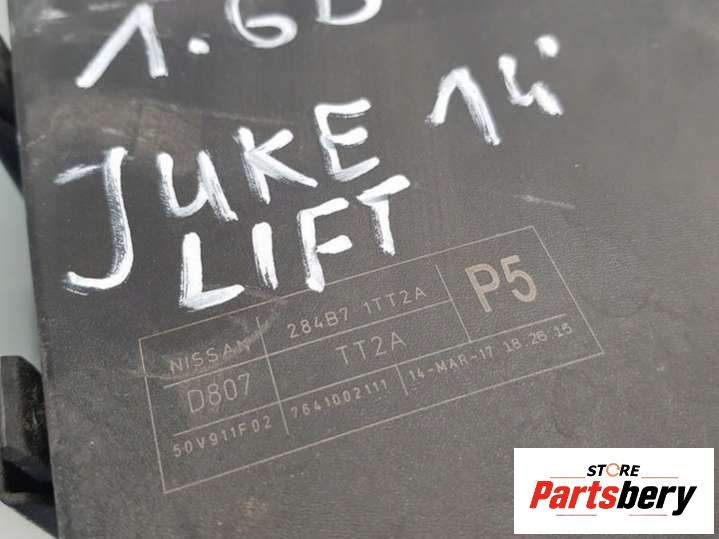 1.6D
JUKE 14'
LIFT
NISSAN 284B7 1TT2A P5
D807 TT2A
50V911F02 7641002111 14-MAR-17 18.26.15
STORE
Partsbery